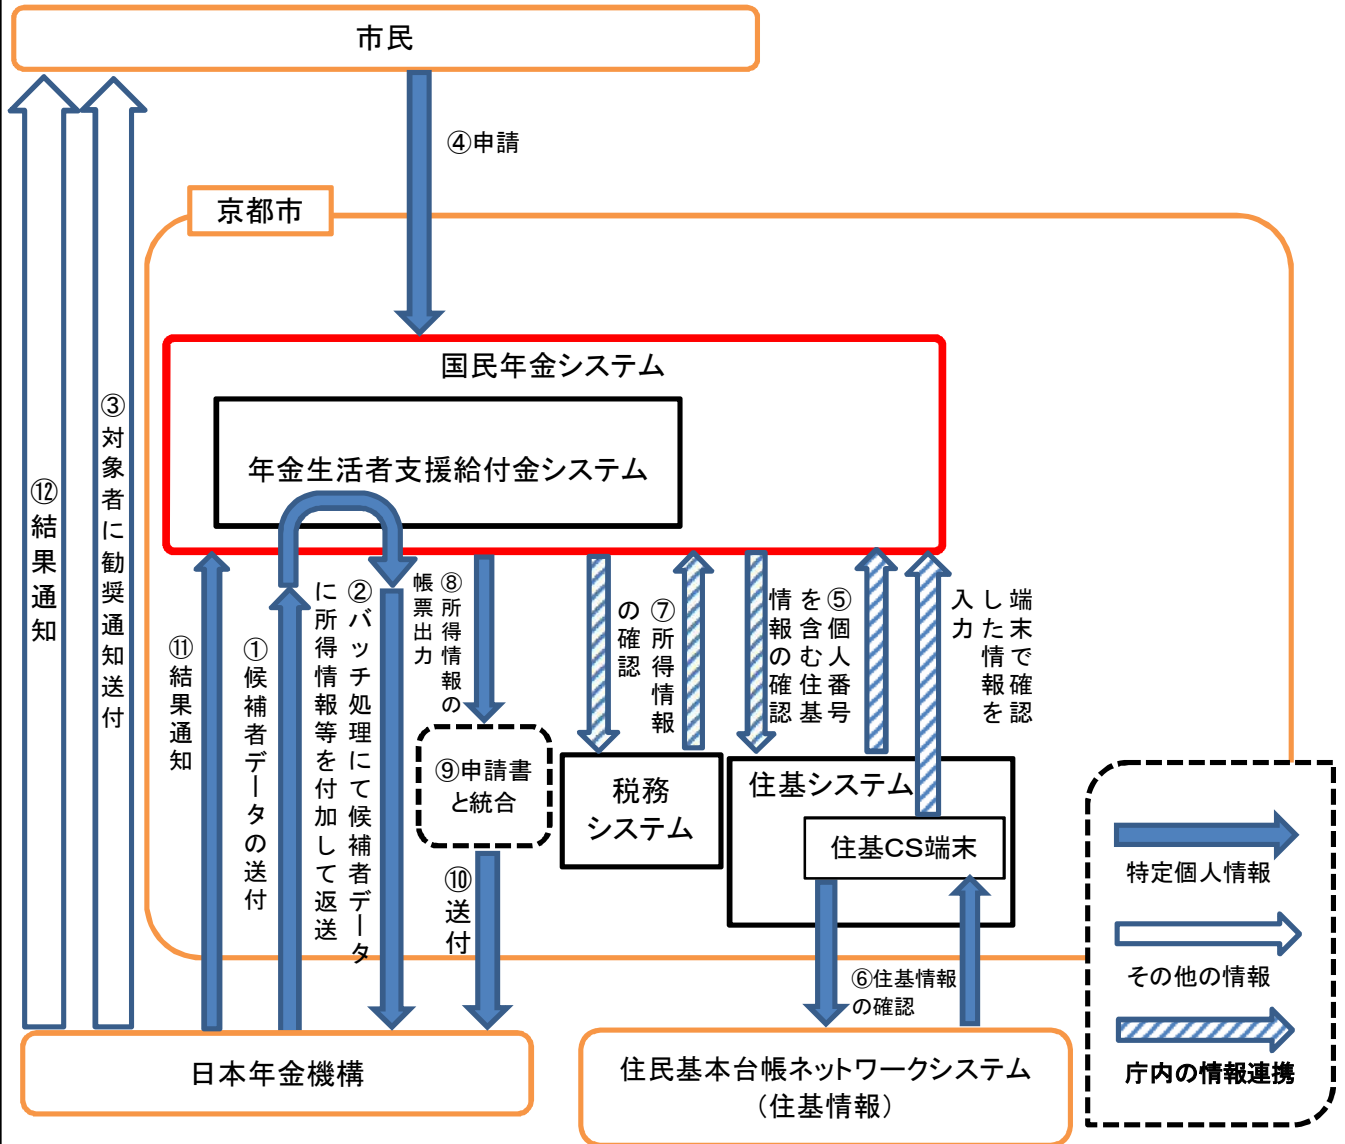 市民
④申請
京都市
国民年金システム
年金生活者支援給付金システム
⑫結果通知
③対象者に勧奨通知送付
⑪結果通知
①候補者データの送付
②バッチ処理にて候補者データ
に所得情報等を付加して返送
⑧所得情報の
帳票出力
⑨申請書
と統合
⑩送付
⑦所得情報
の確認
⑤個人番号
を含む住基
情報の確認
端末で確認
した情報を
入力
税務
システム
住基システム
住基CS端末
⑥住基情報
の確認
日本年金機構
住民基本台帳ネットワークシステム
（住基情報）
特定個人情報
その他の情報
庁内の情報連携